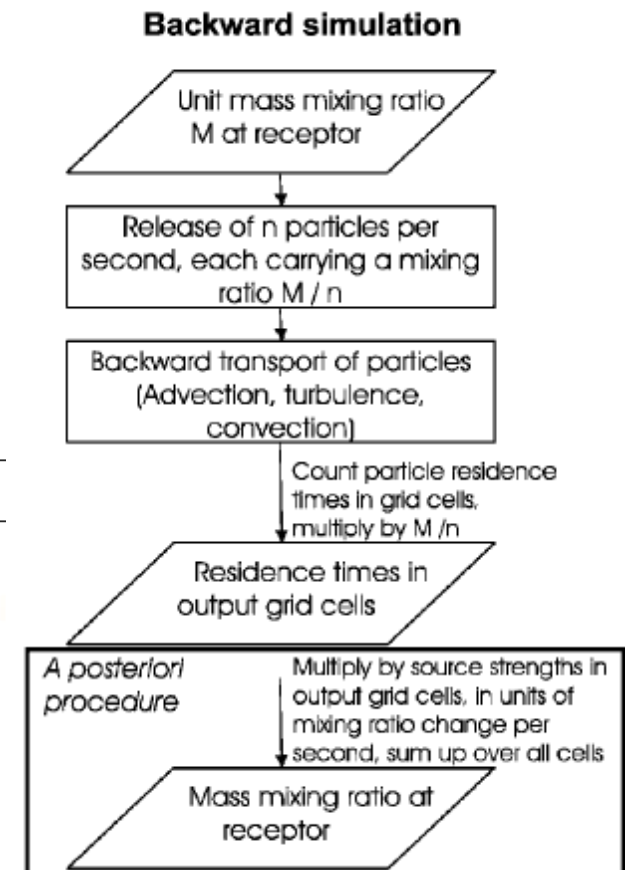 Backward simulation
Unit mass mixing ratio
M at receptor
Release of n particles per
second, each carrying a mixing
ratio M / n
Backward transport of particles
(Advection, turbulence,
convection)
Count particle residence
times in grid cells,
multiply by M /n
Residence times in
output grid cells
A posteriori
procedure
Multiply by source strengths in
output grid cells, in units of
mixing ratio change per
second, sum up over all cells
Mass mixing ratio at
receptor